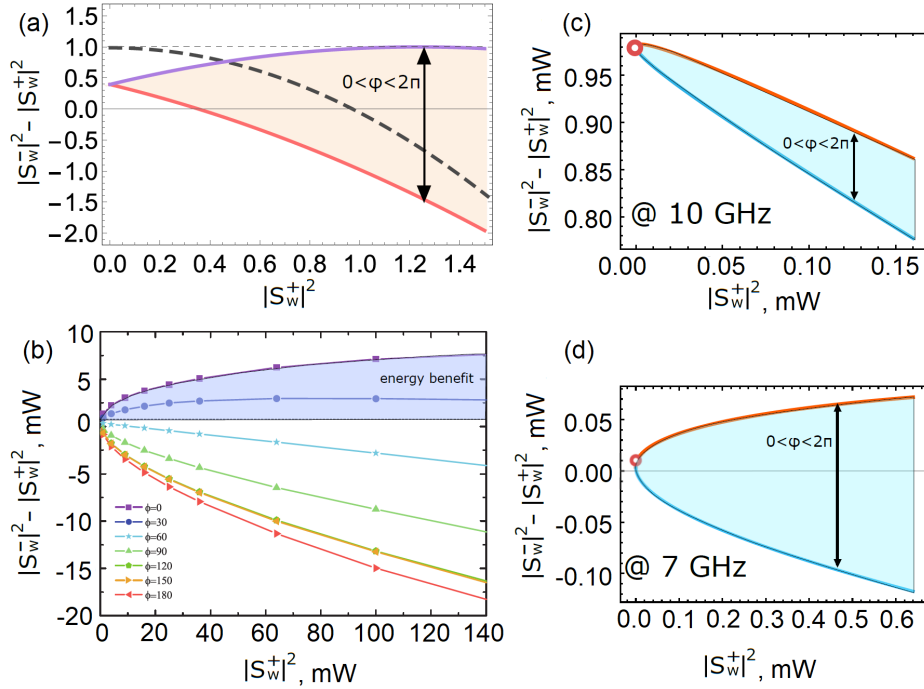 (a)
1.5
1.0
0.5
0.0
−0.5
−1.0
−1.5
−2.0
|S_w^-|^2 - |S_w^+|^2
0<φ<2π
0.0 0.2 0.4 0.6 0.8 1.0 1.2 1.4
|S_w^+|^2
(b)
10
5
0
-5
-10
-15
-20
|S_w^-|^2 - |S_w^+|^2, mW
energy benefit
ϕ=0
ϕ=30
ϕ=60
ϕ=90
ϕ=120
ϕ=150
ϕ=180
0 20 40 60 80 100 120 140
|S_w^+|^2, mW
(c)
0.95
0.90
0.85
0.80
|S_w^-|^2 - |S_w^+|^2, mW
0<φ<2π
@ 10 GHz
0.00 0.05 0.10 0.15
|S_w^+|^2, mW
(d)
0.05
0.00
-0.05
-0.10
|S_w^-|^2 - |S_w^+|^2, mW
0<φ<2π
@ 7 GHz
0.0 0.1 0.2 0.3 0.4 0.5 0.6
|S_w^+|^2, mW